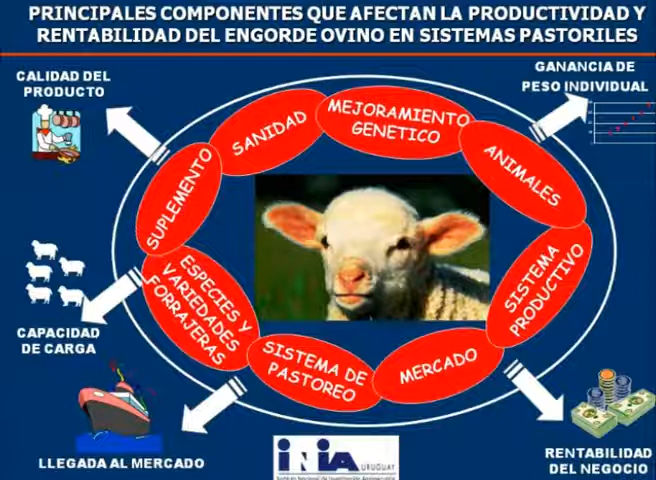 PRINCIPALES COMPONENTES QUE AFECTAN LA PRODUCTIVIDAD Y
RENTABILIDAD DEL ENGORDE OVINO EN SISTEMAS PASTORILES
CALIDAD DEL
PRODUCTO
GANANCIA DE
PESO INDIVIDUAL
SANIDAD
MEJORAMIENTO
GENETICO
ANIMALES
SUPLEMENTO
SISTEMA
PRODUCTIVO
ESPECIES Y
VARIEDADES
FORRAJERAS
SISTEMA DE
PASTOREO
MERCADO
CAPACIDAD
DE CARGA
LLEGADA AL MERCADO
RENTABILIDAD
DEL NEGOCIO
INIA
URUGUAY